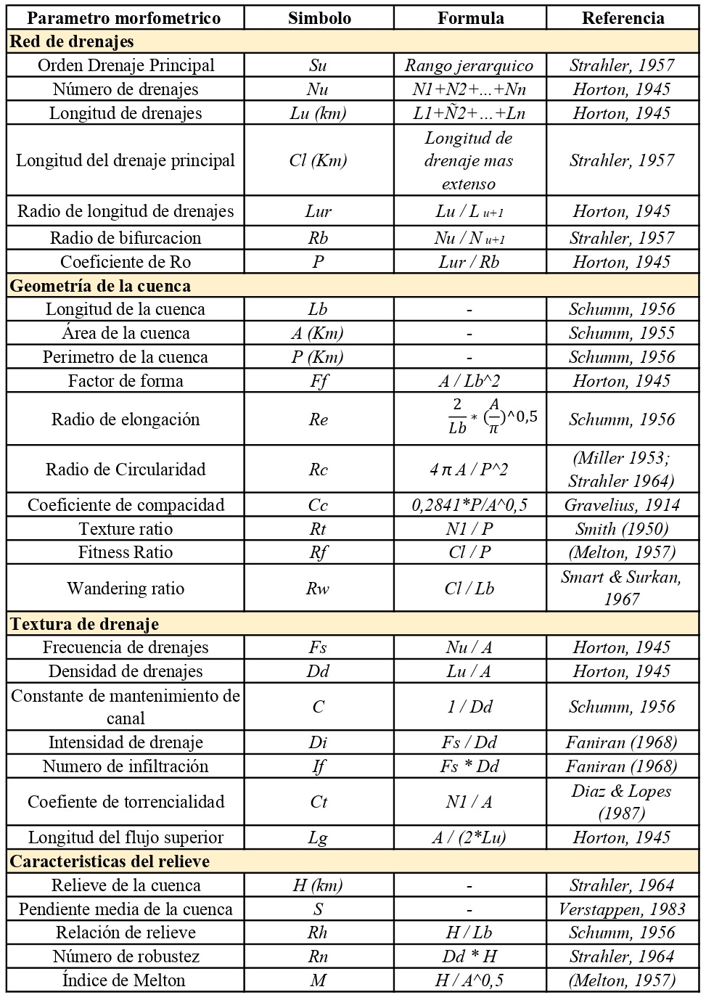 Parametro morfometrico Simbolo Formula Referencia
Red de drenajes
Orden Drenaje Principal Su Rango jerarquico Strahler, 1957
Número de drenajes Nu N1+N2+...+Nn Horton, 1945
Longitud de drenajes Lu (km) L1+Ñ2+...+Ln Horton, 1945
Longitud del drenaje principal Cl (Km) Longitud de
drenaje mas
extenso Strahler, 1957
Radio de longitud de drenajes Lur Lu / L u+1 Horton, 1945
Radio de bifurcacion Rb Nu / N u+1 Strahler, 1957
Coeficiente de Ro P Lur / Rb Horton, 1945
Geometría de la cuenca
Longitud de la cuenca Lb - Schumm, 1956
Área de la cuenca A (Km) - Schumm, 1955
Perimetro de la cuenca P (Km) - Schumm, 1956
Factor de forma Ff A / Lb^2 Horton, 1945
Radio de elongación Re 2/Lb * (A/π)^0,5 Schumm, 1956
Radio de Circularidad Rc 4 π A / P^2 (Miller 1953;
Strahler 1964)
Coeficiente de compacidad Cc 0,2841*P/A^0,5 Gravelius, 1914
Texture ratio Rt N1 / P Smith (1950)
Fitness Ratio Rf Cl / P (Melton, 1957)
Wandering ratio Rw Cl / Lb Smart & Surkan,
1967
Textura de drenaje
Frecuencia de drenajes Fs Nu / A Horton, 1945
Densidad de drenajes Dd Lu / A Horton, 1945
Constante de mantenimiento de
canal C 1 / Dd Schumm, 1956
Intensidad de drenaje Di Fs / Dd Faniran (1968)
Numero de infiltración If Fs * Dd Faniran (1968)
Coefiente de torrencialidad Ct N1 / A Diaz & Lopes
(1987)
Longitud del flujo superior Lg A / (2*Lu) Horton, 1945
Caracteristicas del relieve
Relieve de la cuenca H (km) - Strahler, 1964
Pendiente media de la cuenca S - Verstappen, 1983
Relación de relieve Rh H / Lb Schumm, 1956
Número de robustez Rn Dd * H Strahler, 1964
Índice de Melton M H / A^0,5 (Melton, 1957)